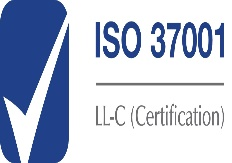 ISO 37001
LL-C (Certification)